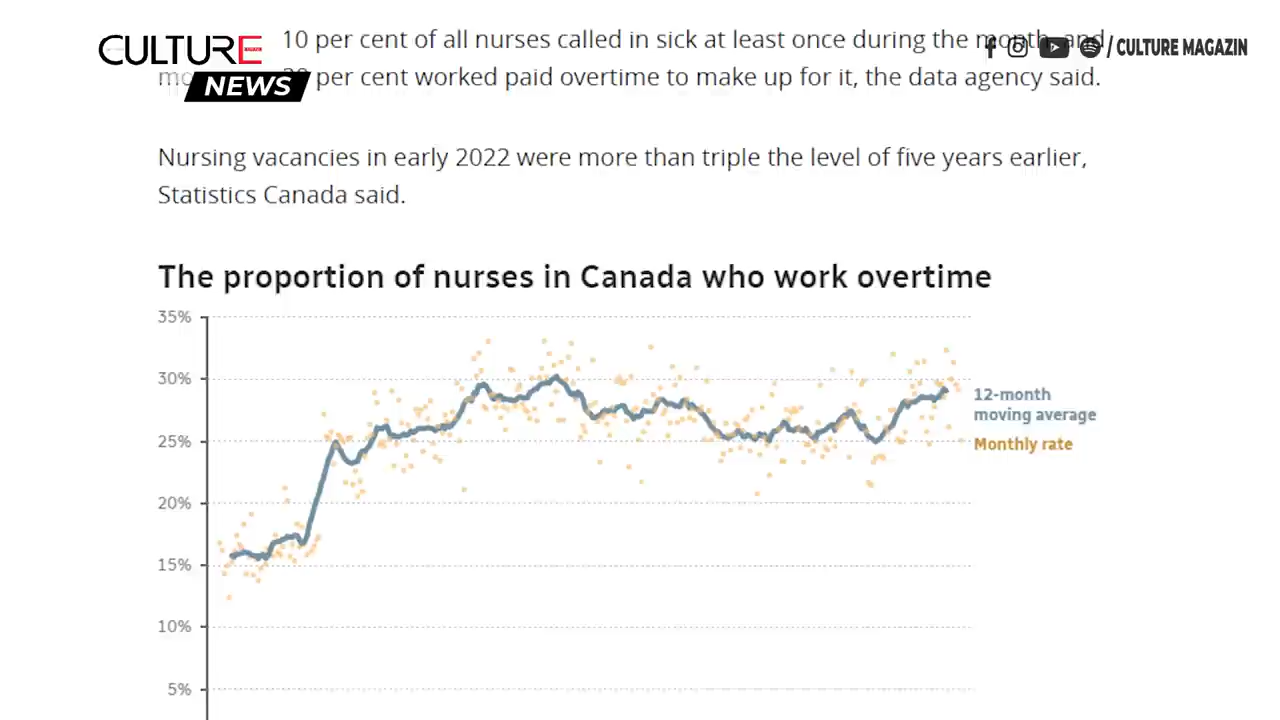 CULTURE
NEWS
/ CULTURE MAGAZIN
10 per cent of all nurses called in sick at least once during the month, and
per cent worked paid overtime to make up for it, the data agency said.
Nursing vacancies in early 2022 were more than triple the level of five years earlier,
Statistics Canada said.
The proportion of nurses in Canada who work overtime
35%
30%
25%
20%
15%
10%
5%
12-month
moving average
Monthly rate